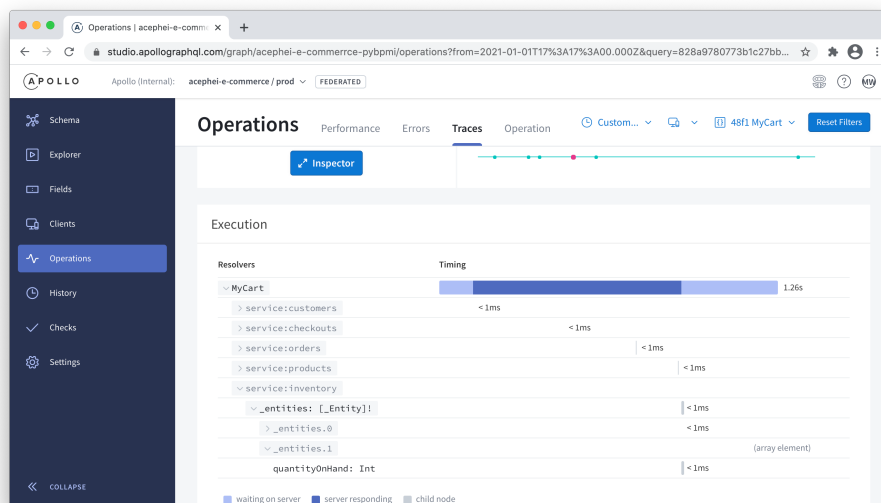 Operations | acephei-e-comme
studio.apollographql.com/graph/acephei-e-commerrce-pybpmi/operations?from=2021-01-01T17%3A17%3A00.000Z&query=828a9780773b1c27bb...
APOLLO
Apollo (Internal):
acephei-e-commerce / prod
FEDERATED
MW
Schema
Explorer
Fields
Clients
Operations
History
Checks
Settings
COLLAPSE
Operations
Performance
Errors
Traces
Operation
Custom...
48f1 MyCart
Reset Filters
Inspector
Execution
Resolvers Timing
MyCart 1.26s
service:customers < 1ms
service:checkouts < 1ms
service:orders < 1ms
service:products < 1ms
service:inventory
_entities: [_Entity]! < 1ms
_entities.0 < 1ms
_entities.1 (array element)
quantityOnHand: Int < 1ms
waiting on server server responding child node